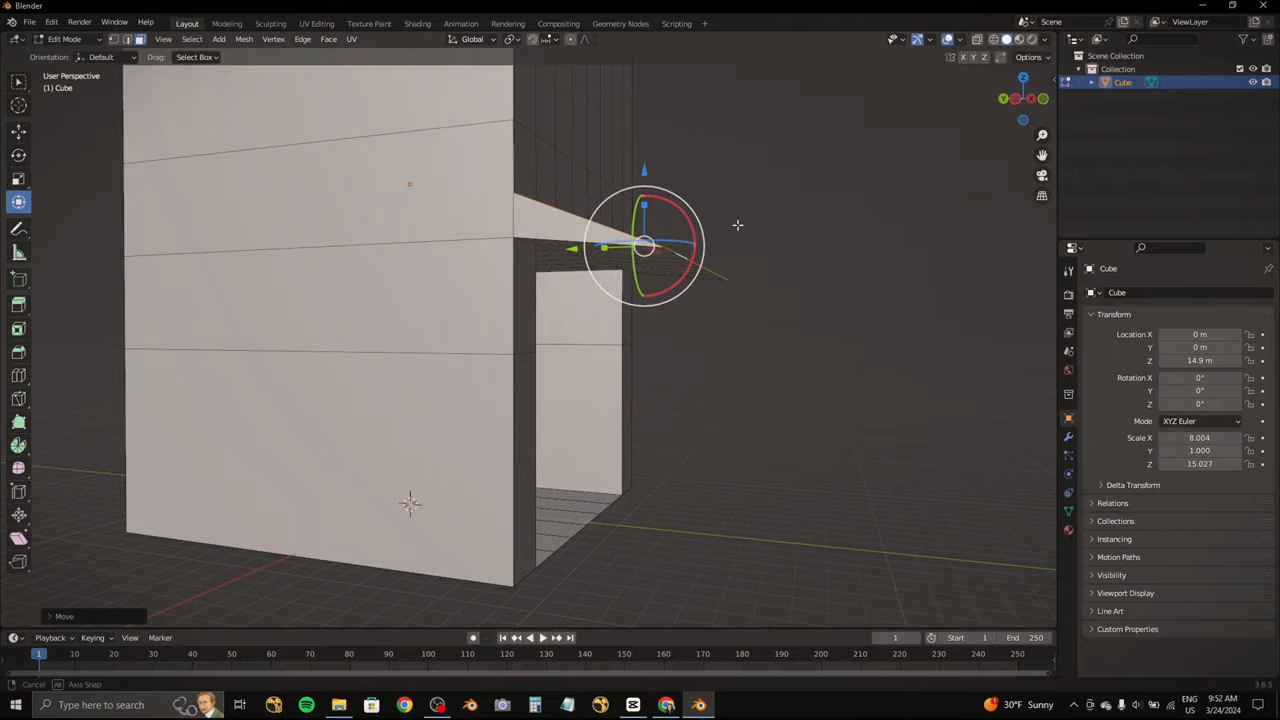 Blender
File Edit Render Window Help Layout Modeling Sculpting UV Editing Texture Paint Shading Animation Rendering Compositing Geometry Nodes Scripting + Scene ViewLayer
Edit Mode View Select Add Mesh Vertex Edge Face UV Global
Orientation: Default Drag: Select Box X Y Z Options
User Perspective
(1) Cube
Z
Y X
Scene Collection
Collection
Cube
Cube
Cube
Transform
Location X 0 m
Y 0 m
Z 14.9 m
Rotation X 0°
Y 0°
Z 0°
Mode XYZ Euler
Scale X 8.004
Y 1.000
Z 15.027
Delta Transform
Relations
Collections
Instancing
Motion Paths
Visibility
Viewport Display
Line Art
Custom Properties
Move
Playback Keying View Marker 1 Start 1 End 250
1 10 20 30 40 50 60 70 80 90 100 110 120 130 140 150 160 170 180 190 200 210 220 230 240 250
Cancel Alt Axis Snap 3.6.5
Type here to search 30°F Sunny ENG US 9:52 AM 3/24/2024